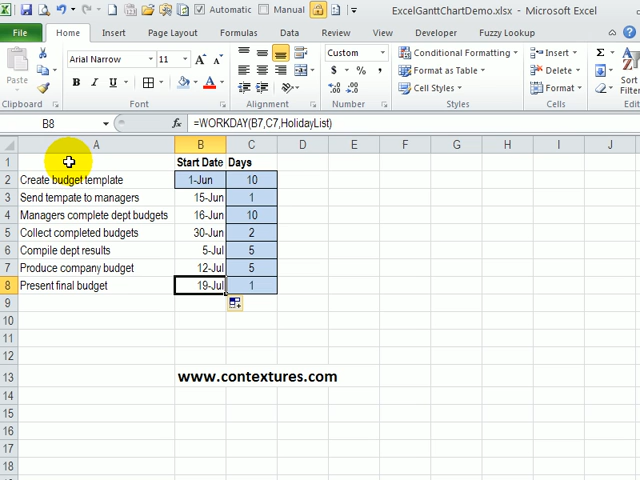 Automatic
Manual
ExcelGanttChartDemo.xlsx - Microsoft Excel
File Home Insert Page Layout Formulas Data Review View Developer Fuzzy Lookup
Paste
Arial Narrow 11
B I U
Custom
$ % ,
Conditional Formatting
Format as Table
Cell Styles
Insert
Delete
Format
Clipboard Font Alignment Number Styles Cells
B8 fx =WORKDAY(B7,C7,HolidayList)
A B C D E F G H I J
1 Start Date Days
2 Create budget template 1-Jun 10
3 Send tempate to managers 15-Jun 1
4 Managers complete dept budgets 16-Jun 10
5 Collect completed budgets 30-Jun 2
6 Compile dept results 5-Jul 5
7 Produce company budget 12-Jul 5
8 Present final budget 19-Jul 1
9
10
11
12
13 www.contextures.com
14
15
16
17
18